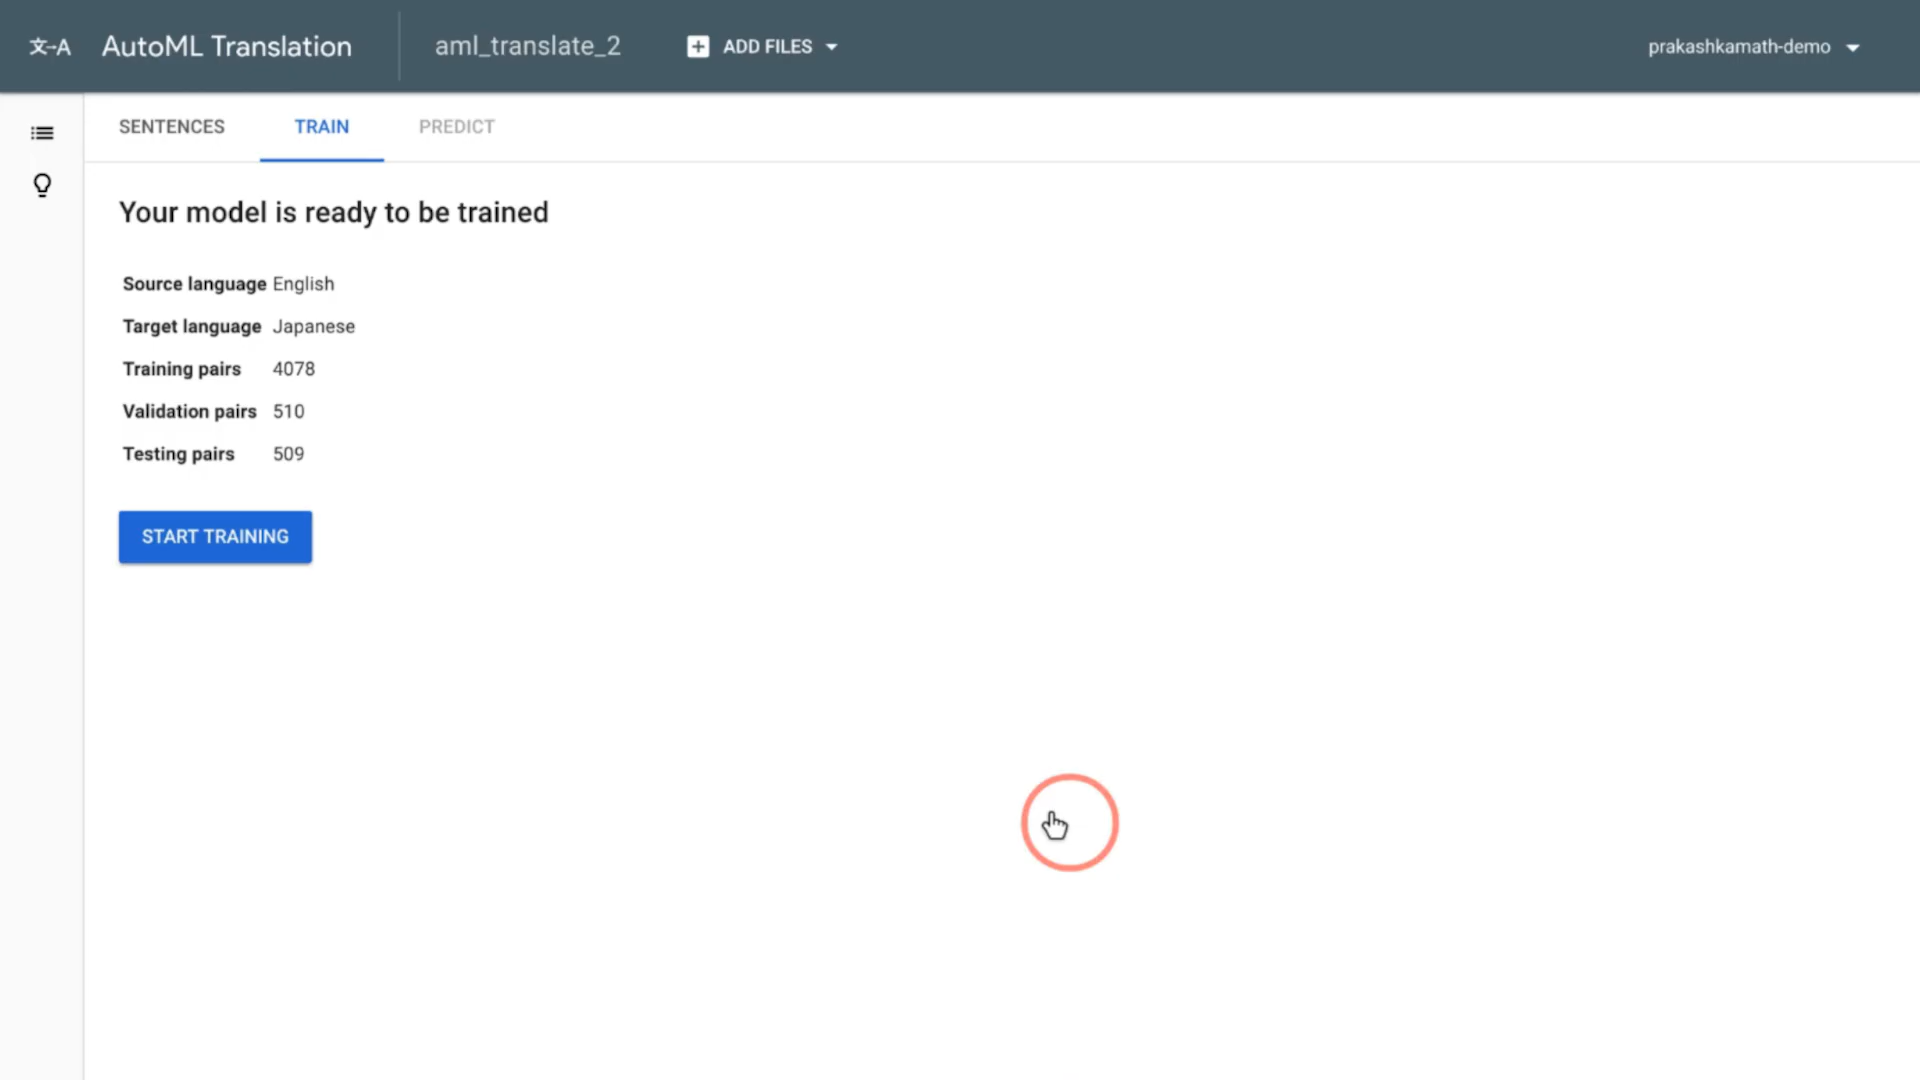 文A AutoML Translation aml_translate_2 ADD FILES prakashkamath-demo
SENTENCES TRAIN PREDICT
Your model is ready to be trained
Source language English
Target language Japanese
Training pairs 4078
Validation pairs 510
Testing pairs 509
START TRAINING